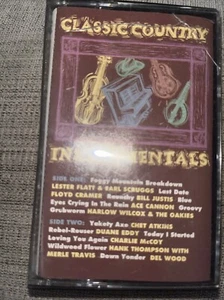 CLASSIC COUNTRY
INSTRUMENTALS
SIDE ONE: Foggy Mountain Breakdown
LESTER FLATT & EARL SCRUGGS Last Date
FLOYD CRAMER Raunchy BILL JUSTIS Blue
Eyes Crying In The Rain ACE CANNON Groovy
Grubworm HARLOW WILCOX & THE OAKIES
SIDE TWO: Yakety Axe CHET ATKINS
Rebel-Rouser DUANE EDDY Today I Started
Loving You Again CHARLIE McCOY
Wildwood Flower HANK THOMPSON WITH
MERLE TRAVIS Down Yonder DEL WOOD